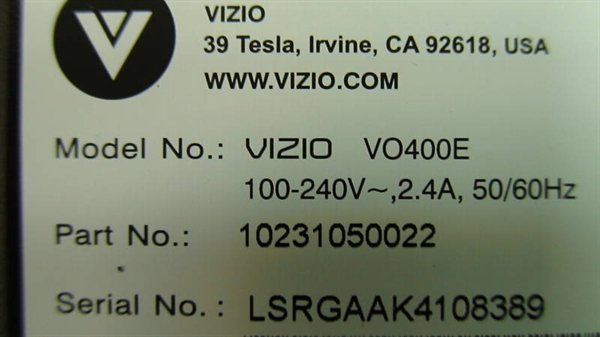 VIZIO
39 Tesla, Irvine, CA 92618, USA
WWW.VIZIO.COM
Model No.: VIZIO VO400E
100-240V~,2.4A, 50/60Hz
Part No.: 10231050022
Serial No. : LSRGAAK4108389